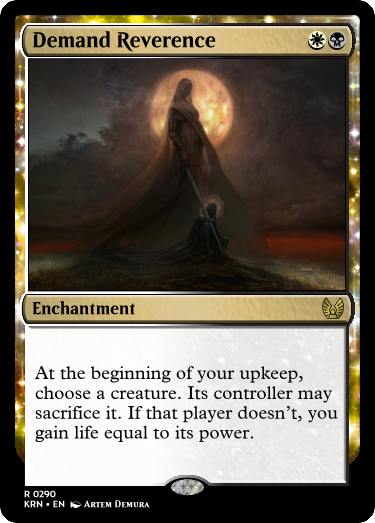 Demand Reverence
Enchantment
At the beginning of your upkeep,
choose a creature. Its controller may
sacrifice it. If that player doesn't, you
gain life equal to its power.
R 0290
KRN • EN Artem Demura